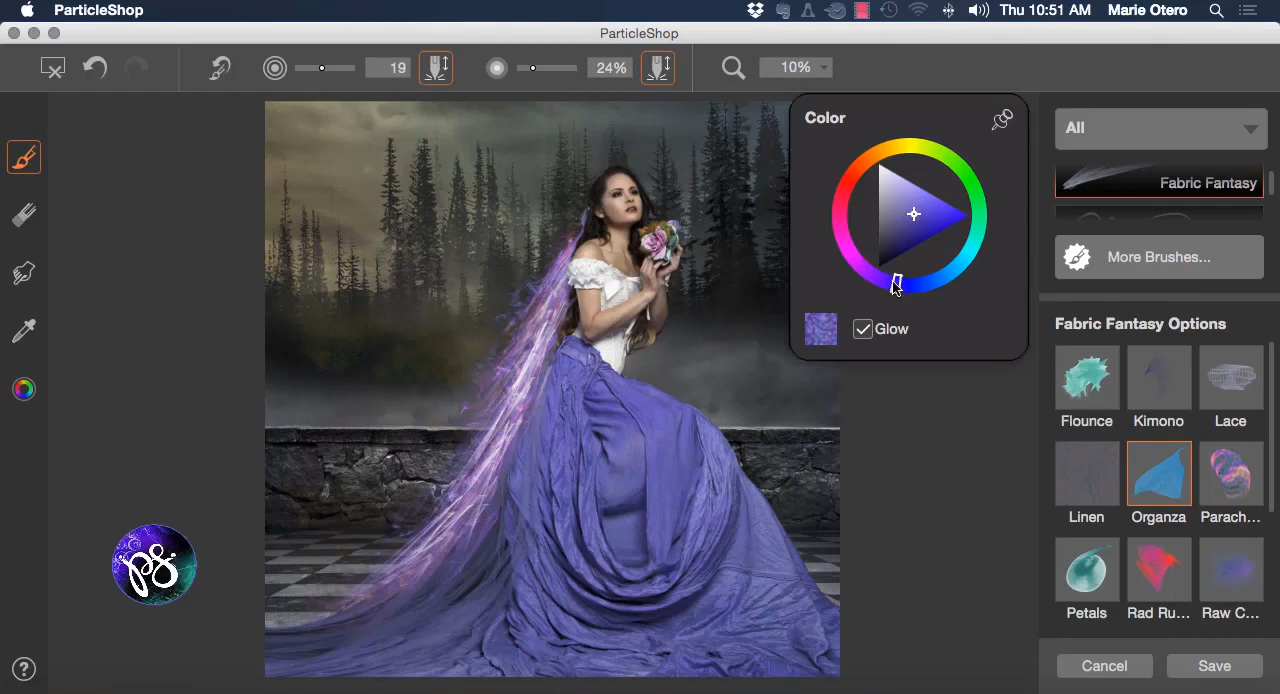 ParticleShop
Thu 10:51 AM Marie Otero
ParticleShop
19
24%
10%
Color
Glow
All
Fabric Fantasy
More Brushes...
Fabric Fantasy Options
Flounce Kimono Lace
Linen Organza Parach...
Petals Rad Ru... Raw C...
Cancel Save
ps
?